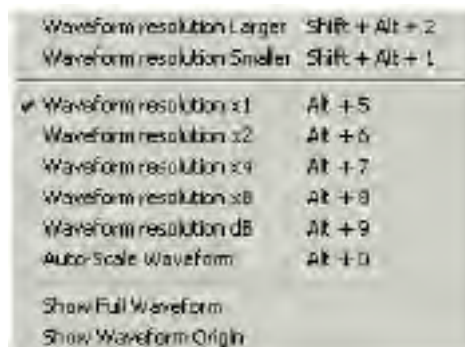 Waveform resolution Larger Shift + Alt + 2
Waveform resolution Smaller Shift + Alt + 1
Waveform resolution x1 Alt + 5
Waveform resolution x2 Alt + 6
Waveform resolution x4 Alt + 7
Waveform resolution x8 Alt + 8
Waveform resolution dB Alt + 9
Auto-Scale Waveform Alt + 0
Show Full Waveform
Show Waveform Origin